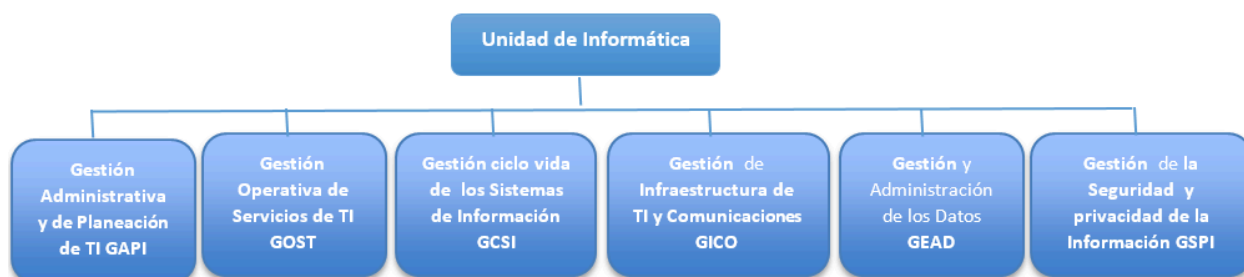 Unidad de Informática
Gestión
Administrativa
y de Planeación
de TI GAPI
Gestión
Operativa de
Servicios de TI
GOST
Gestión ciclo vida
de los Sistemas
de Información
GCSI
Gestión de
Infraestructura de
TI y Comunicaciones
GICO
Gestión y
Administración
de los Datos
GEAD
Gestión de la
Seguridad y
privacidad de la
Información GSPI